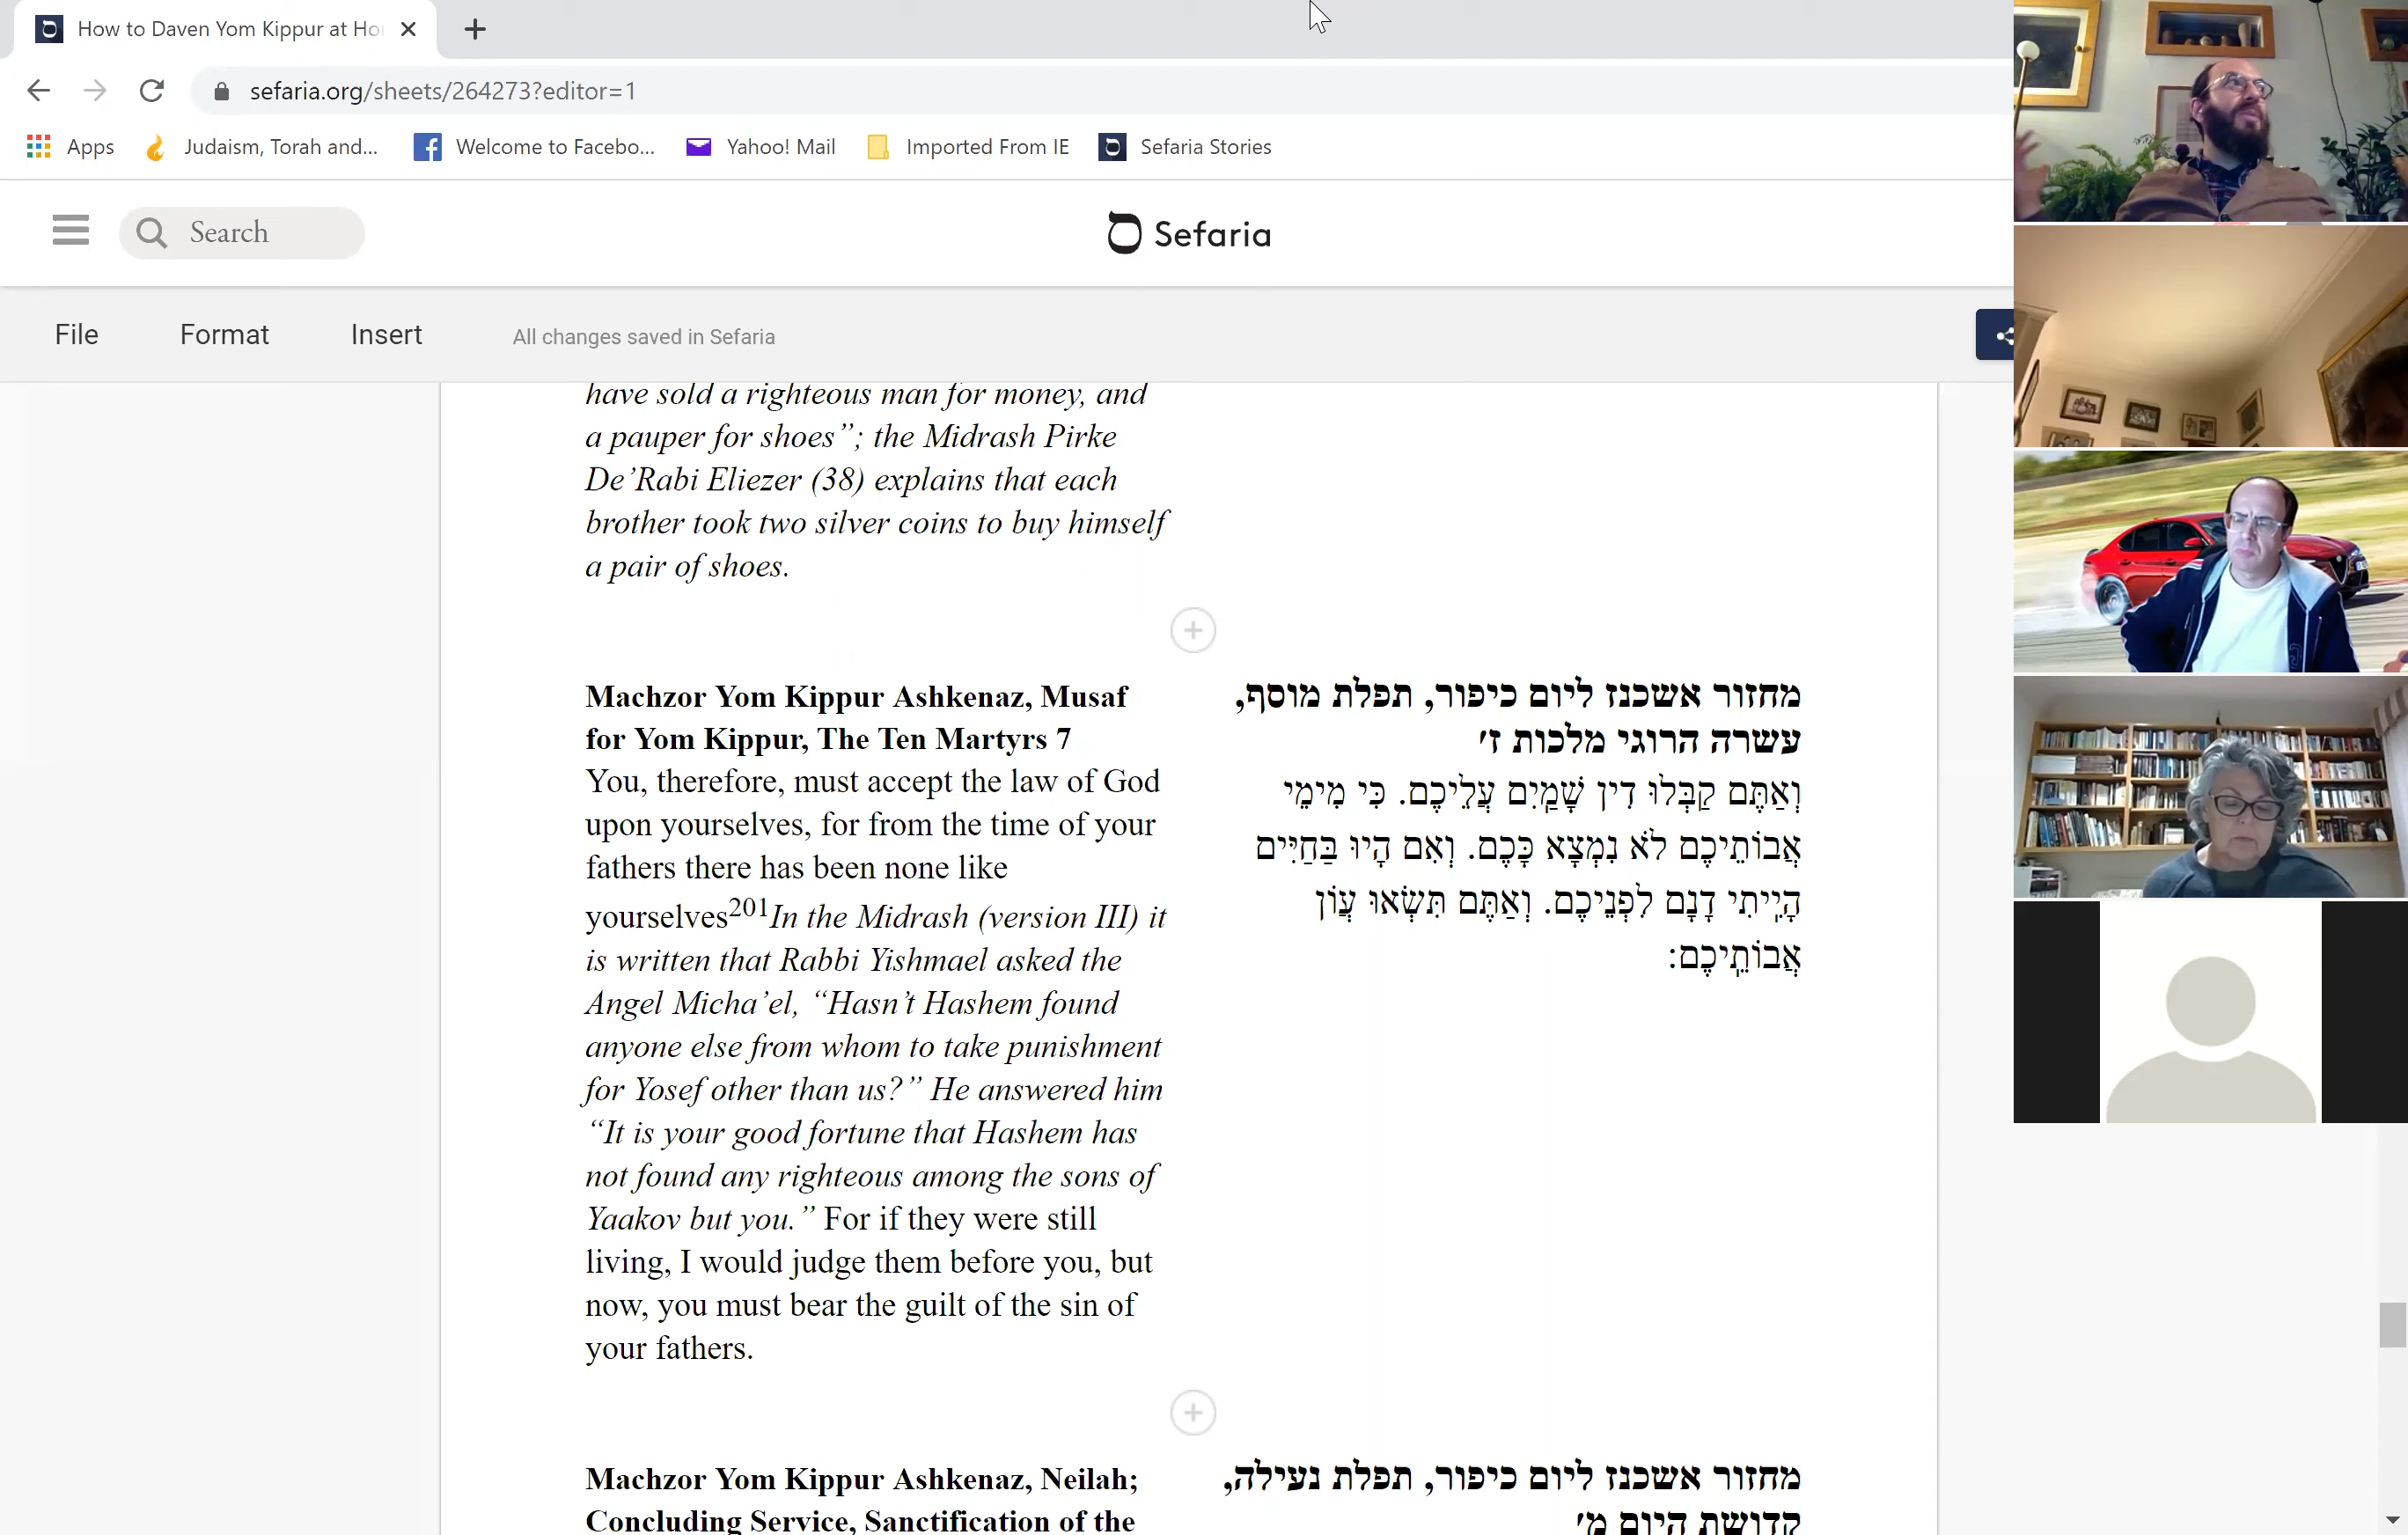 How to Daven Yom Kippur at Ho
sefaria.org/sheets/264273?editor=1
Apps
Judaism, Torah and...
Welcome to Facebo...
Yahoo! Mail
Imported From IE
Sefaria Stories
Search
Sefaria
File
Format
Insert
All changes saved in Sefaria
have sold a righteous man for money, and
a pauper for shoes”; the Midrash Pirke
De’Rabi Eliezer (38) explains that each
brother took two silver coins to buy himself
a pair of shoes.
Machzor Yom Kippur Ashkenaz, Musaf
for Yom Kippur, The Ten Martyrs 7
You, therefore, must accept the law of God
upon yourselves, for from the time of your
fathers there has been none like
yourselves201In the Midrash (version III) it
is written that Rabbi Yishmael asked the
Angel Micha’el, “Hasn’t Hashem found
anyone else from whom to take punishment
for Yosef other than us?” He answered him
“It is your good fortune that Hashem has
not found any righteous among the sons of
Yaakov but you.” For if they were still
living, I would judge them before you, but
now, you must bear the guilt of the sin of
your fathers.
מחזור אשכנז ליום כיפור, תפלת מוסף,
עשרה הרוגי מלכות ז׳
וְאַתֶּם קַבְּלוּ דִין שָׁמַֽיִם עֲלֵיכֶם. כִּי מִימֵי
אֲבוֹתֵיכֶם לֹא נִמְצָא כָּכֶם. וְאִם הָיוּ בַּחַיִּים
הָיִיתִי דָנָם לִפְנֵיכֶם. וְאַתֶּם תִּשְׂאוּ עֲוֹן
אֲבוֹתֵֽיכֶם׃
Machzor Yom Kippur Ashkenaz, Neilah;
Concluding Service, Sanctification of the
מחזור אשכנז ליום כיפור, תפלת נעילה,
קדושת היום מ׳